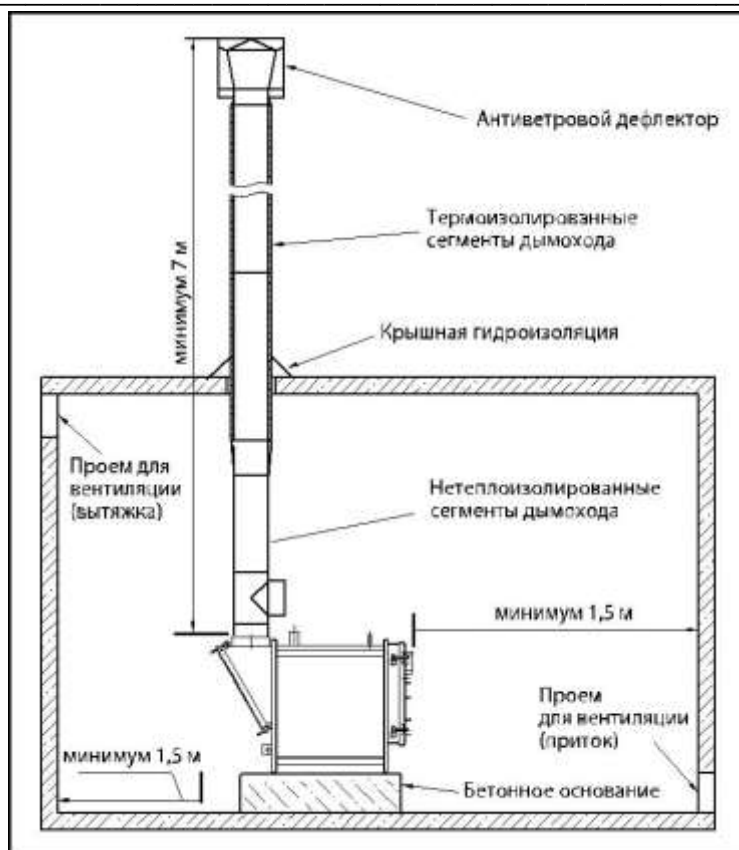 Антиветровой дефлектор
Термоизолированные
сегменты дымохода
минимум 7 м
Крышная гидроизоляция
Проем для
вентиляции
(вытяжка)
Нетеплоизолированные
сегменты дымохода
минимум 1,5 м
Проем
для вентиляции
(приток)
минимум 1,5 м
Бетонное основание